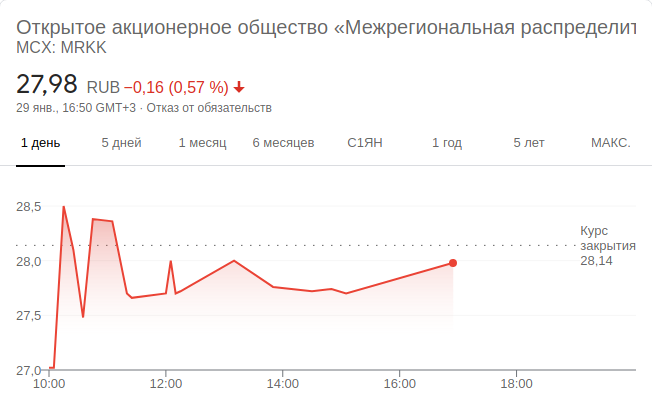 Открытое акционерное общество «Межрегиональная распределит
MCX: MRKK
27,98 RUB −0,16 (0,57 %)
29 янв., 16:50 GMT+3 · Отказ от обязательств
1 день 5 дней 1 месяц 6 месяцев С1ЯН 1 год 5 лет МАКС.
28,5
Курс
закрытия
28,14
28,0
27,5
27,0
10:00 12:00 14:00 16:00 18:00